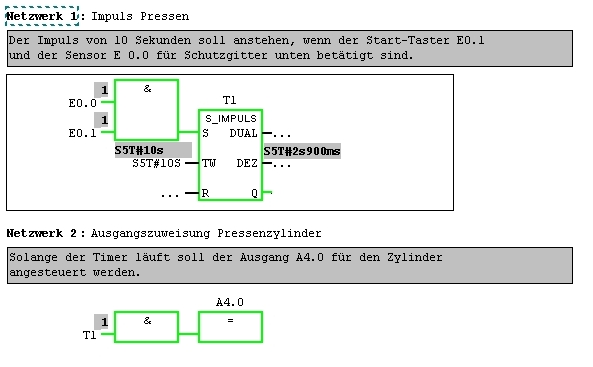 Netzwerk 1: Impuls Pressen
Der Impuls von 10 Sekunden soll anstehen, wenn der Start-Taster E0.1
und der Sensor E 0.0 für Schutzgitter unten betätigt sind.
1 &
E0.0 T1
1 S_IMPULS
E0.1 S DUAL ...
S5T#10s S5T#2s900ms
S5T#10S TW DEZ ...
... R Q
Netzwerk 2: Ausgangszuweisung Pressenzylinder
Solange der Timer läuft soll der Ausgang A4.0 für den Zylinder
angesteuert werden.
A4.0
1 & =
T1